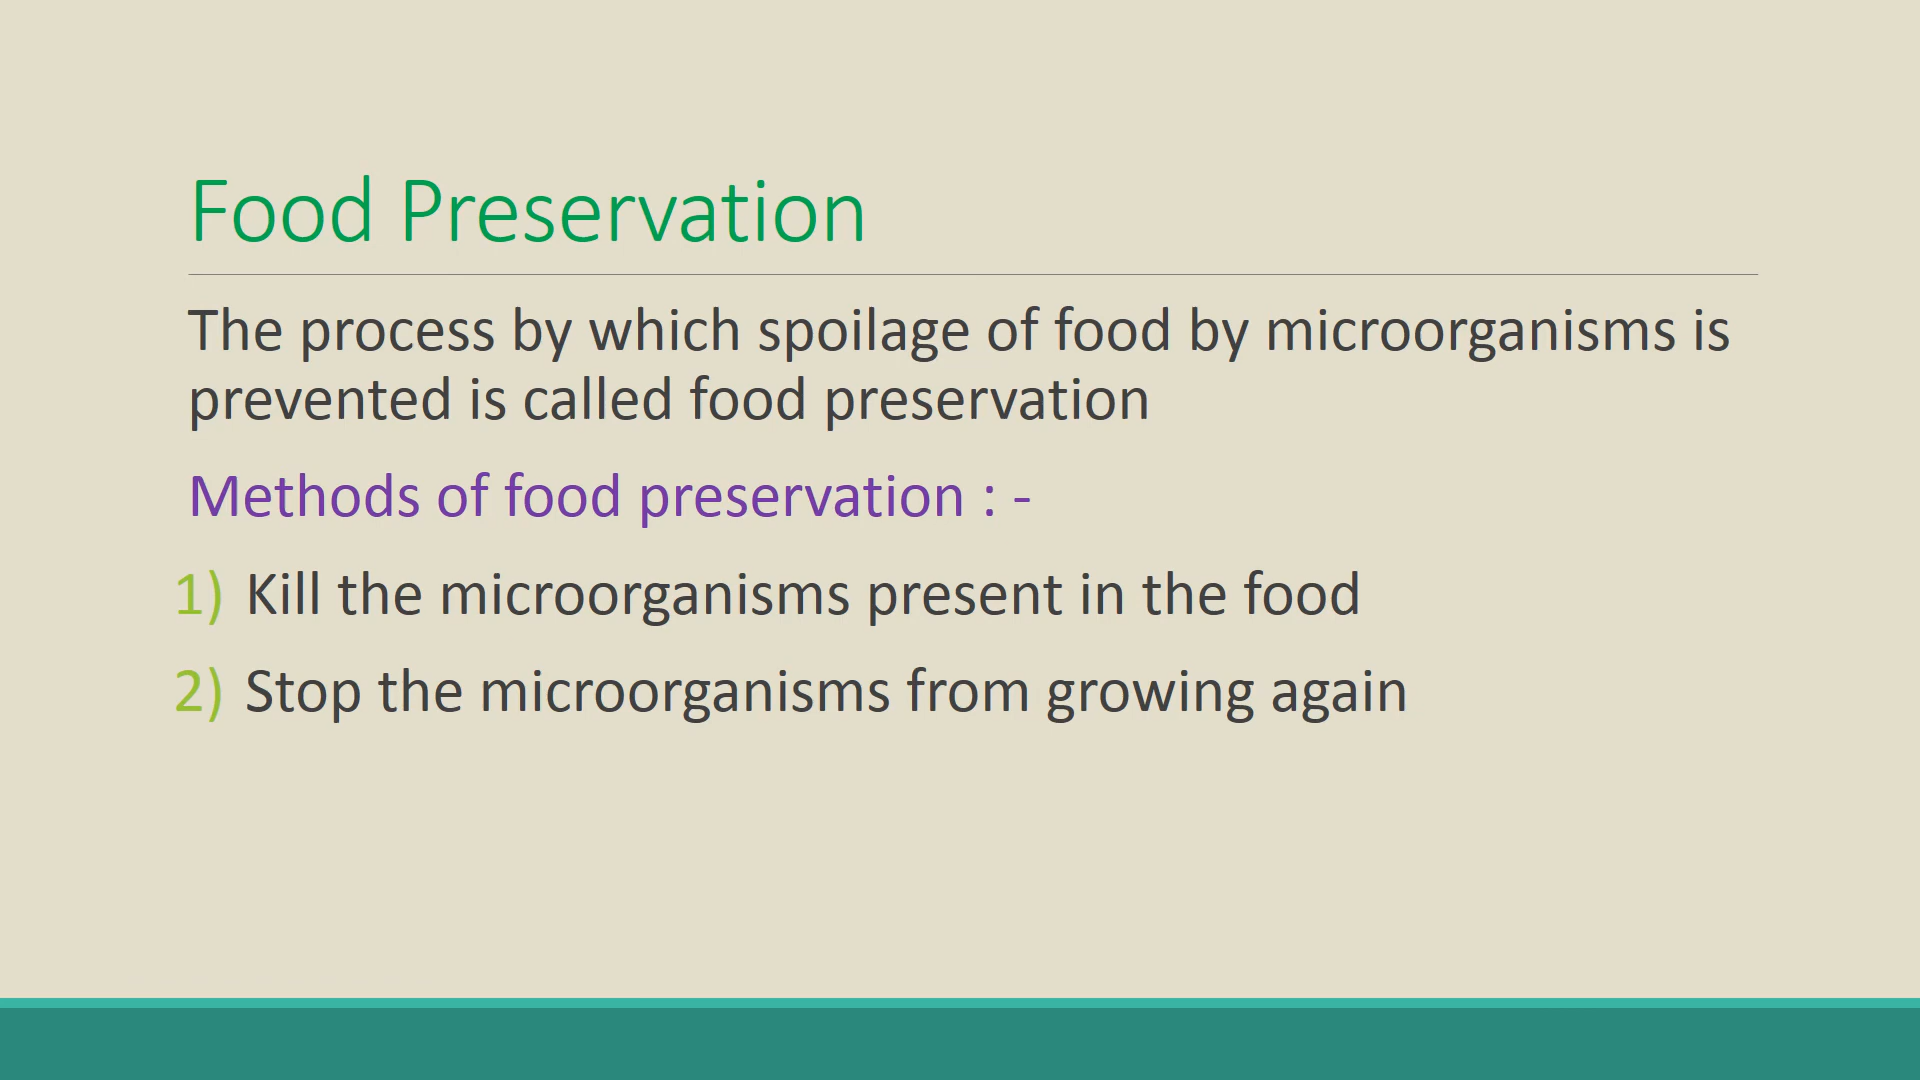 Food Preservation
The process by which spoilage of food by microorganisms is
prevented is called food preservation
Methods of food preservation : -
1) Kill the microorganisms present in the food
2) Stop the microorganisms from growing again